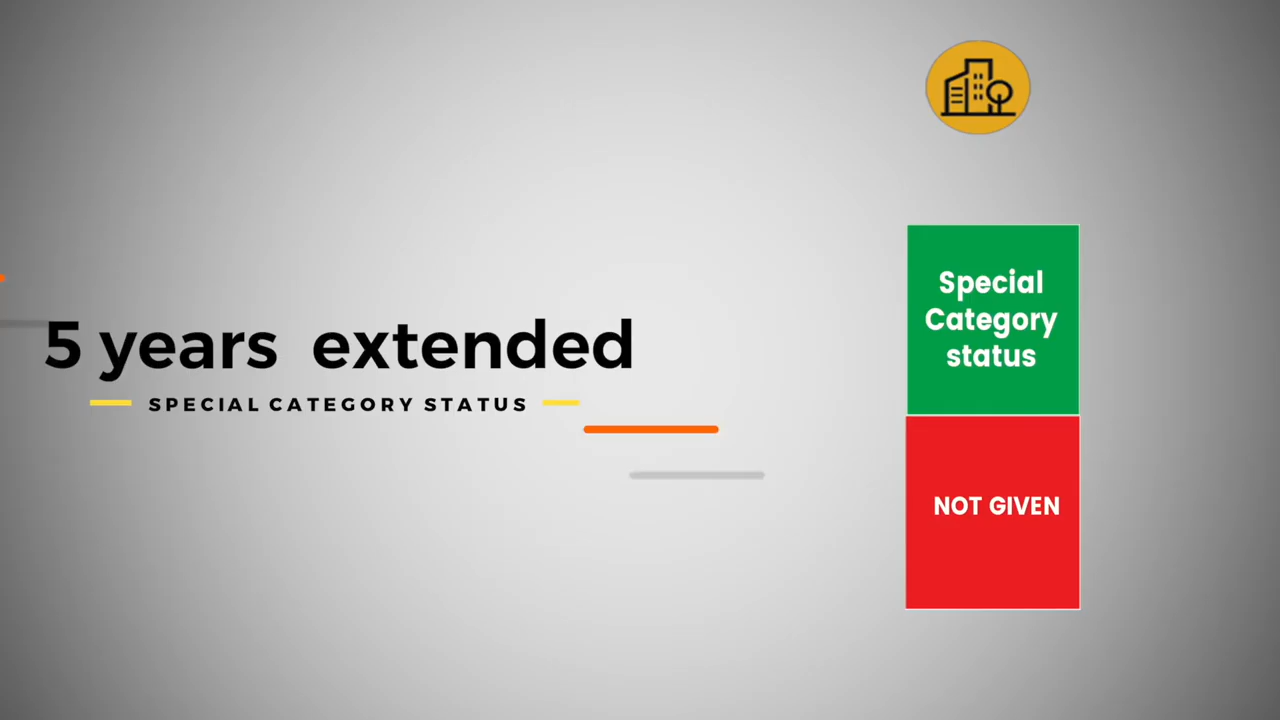 5 years extended
SPECIAL CATEGORY STATUS
Special
Category
status
NOT GIVEN